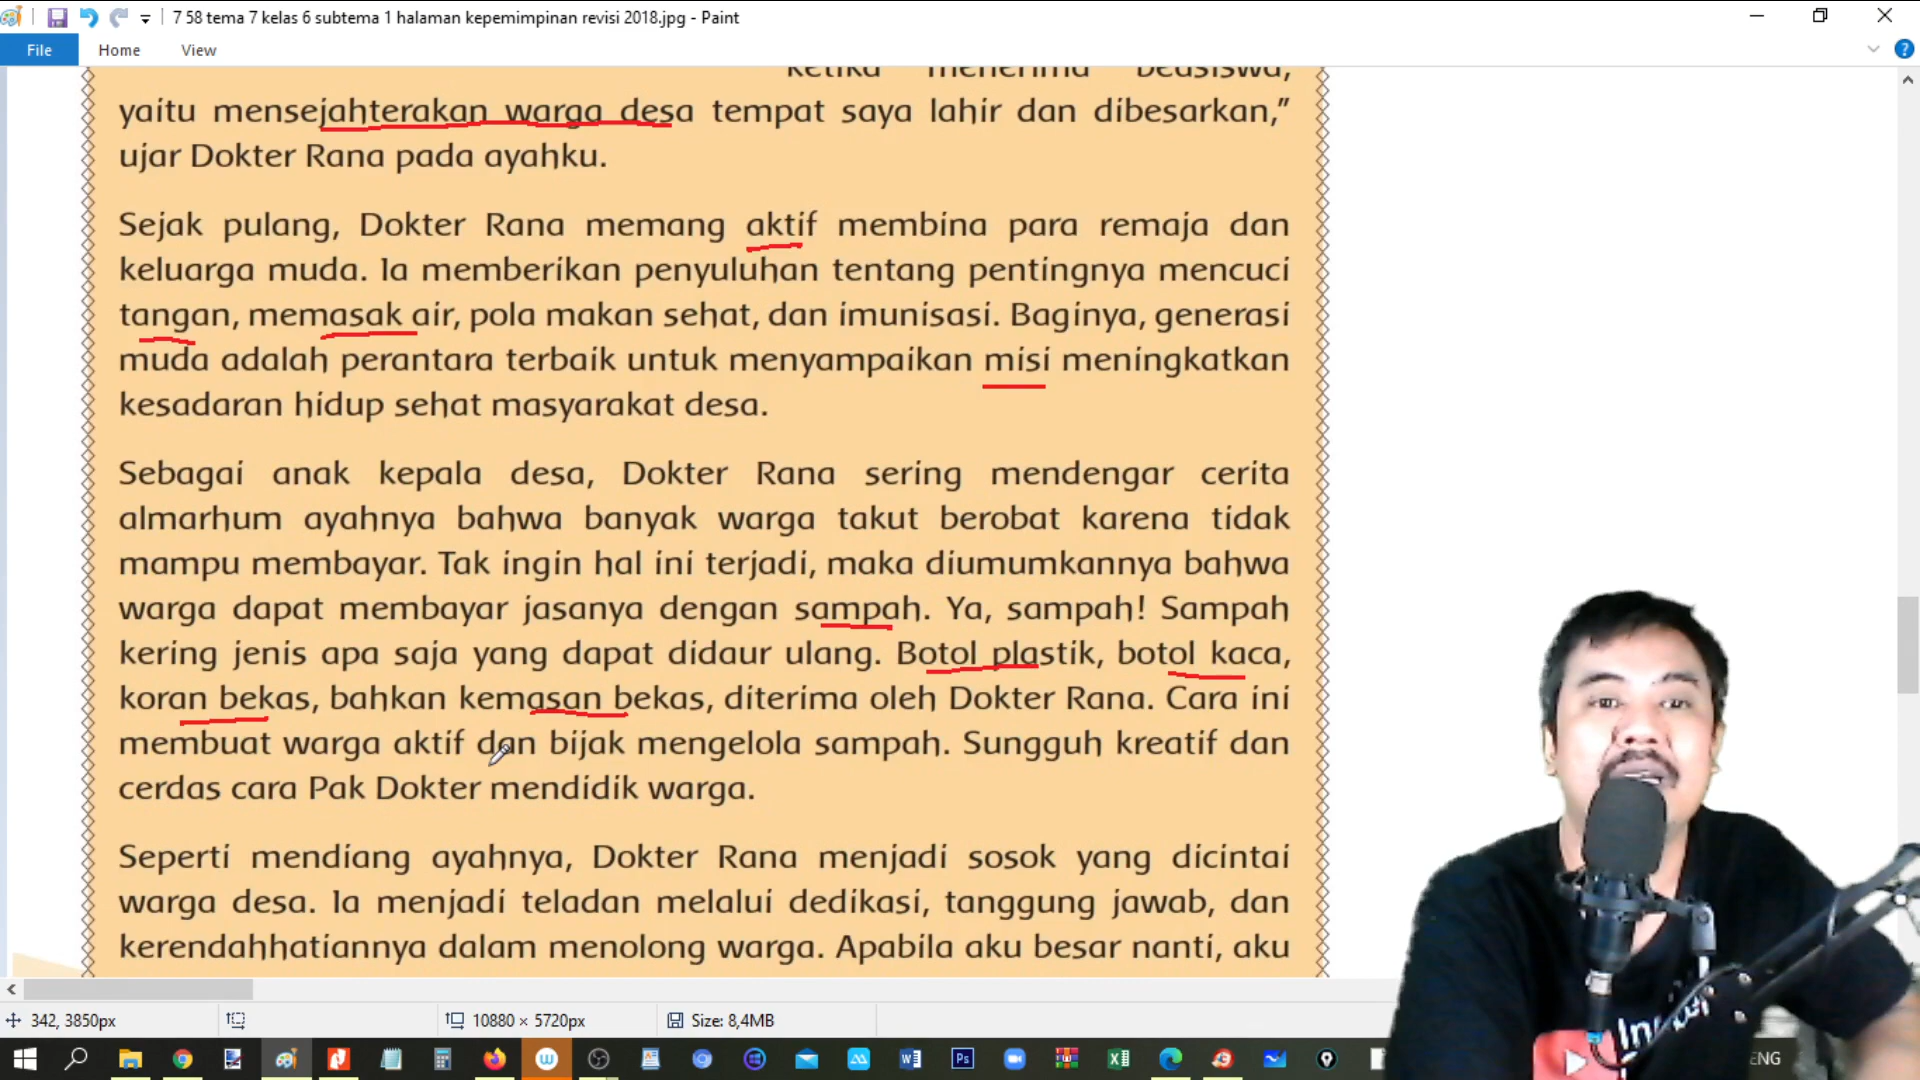 7 58 tema 7 kelas 6 subtema 1 halaman kepemimpinan revisi 2018.jpg - Paint
File Home View
ketika menerima beasiswa,
yaitu mensejahterakan warga desa tempat saya lahir dan dibesarkan,”
ujar Dokter Rana pada ayahku.
Sejak pulang, Dokter Rana memang aktif membina para remaja dan
keluarga muda. Ia memberikan penyuluhan tentang pentingnya mencuci
tangan, memasak air, pola makan sehat, dan imunisasi. Baginya, generasi
muda adalah perantara terbaik untuk menyampaikan misi meningkatkan
kesadaran hidup sehat masyarakat desa.
Sebagai anak kepala desa, Dokter Rana sering mendengar cerita
almarhum ayahnya bahwa banyak warga takut berobat karena tidak
mampu membayar. Tak ingin hal ini terjadi, maka diumumkannya bahwa
warga dapat membayar jasanya dengan sampah. Ya, sampah! Sampah
kering jenis apa saja yang dapat didaur ulang. Botol plastik, botol kaca,
koran bekas, bahkan kemasan bekas, diterima oleh Dokter Rana. Cara ini
membuat warga aktif dan bijak mengelola sampah. Sungguh kreatif dan
cerdas cara Pak Dokter mendidik warga.
Seperti mendiang ayahnya, Dokter Rana menjadi sosok yang dicintai
warga desa. Ia menjadi teladan melalui dedikasi, tanggung jawab, dan
kerendahhatiannya dalam menolong warga. Apabila aku besar nanti, aku
342, 3850px
10880 × 5720px
Size: 8,4MB
Ps
ENG